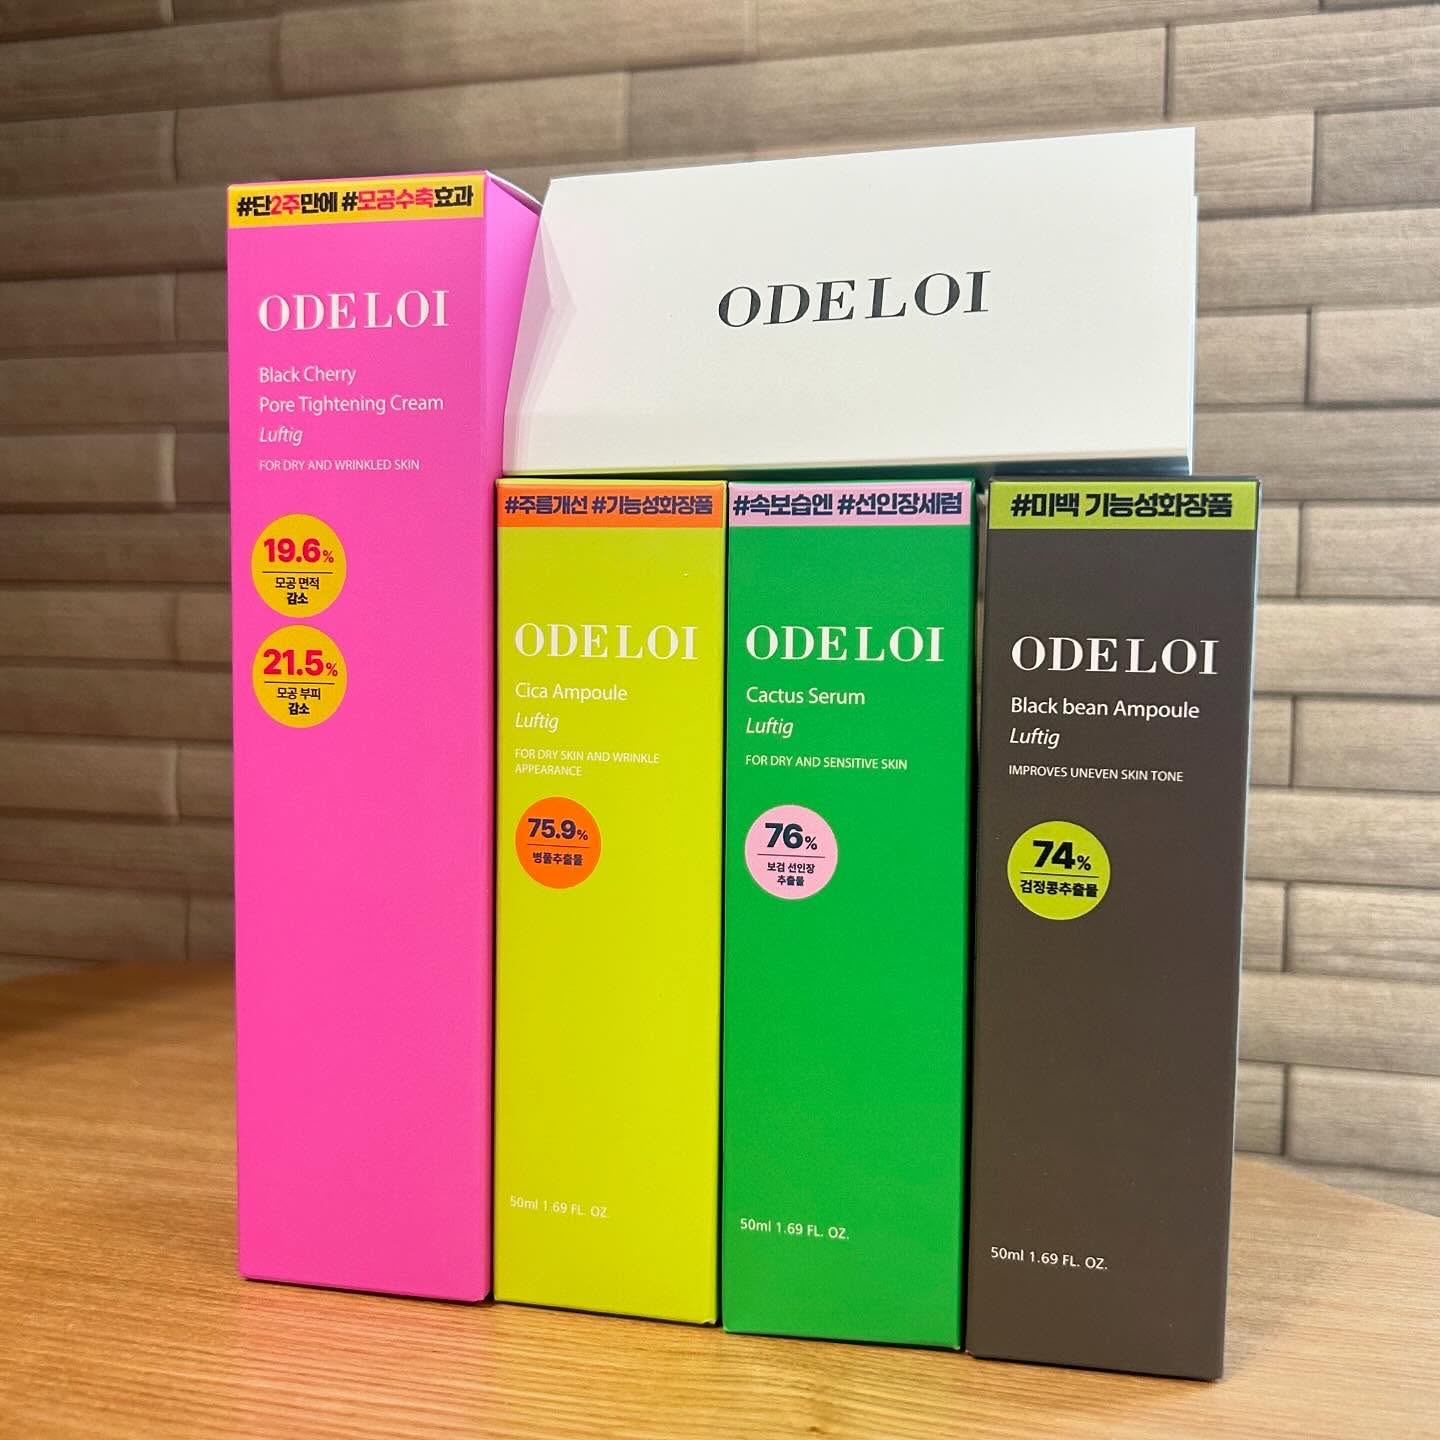 #단2주만에 #모공수축효과
ODELOI
Black Cherry
Pore Tightening Cream
Luftig
FOR DRY AND WRINKLED SKIN
19.6%
모공 면적
감소
21.5%
모공 부피
감소
ODELOI
#주름개선 #기능성화장품
ODELOI
Cica Ampoule
Luftig
FOR DRY SKIN AND WRINKLE
APPEARANCE
75.9%
병풀추출물
50ml 1.69 FL. OZ.
#속보습엔 #선인장세럼
ODELOI
Cactus Serum
Luftig
FOR DRY AND SENSITIVE SKIN
76%
보검 선인장
추출물
50ml 1.69 FL. OZ.
#미백 기능성화장품
ODELOI
Black bean Ampoule
Luftig
IMPROVES UNEVEN SKIN TONE
74%
검정콩추출물
50ml 1.69 FL. OZ.